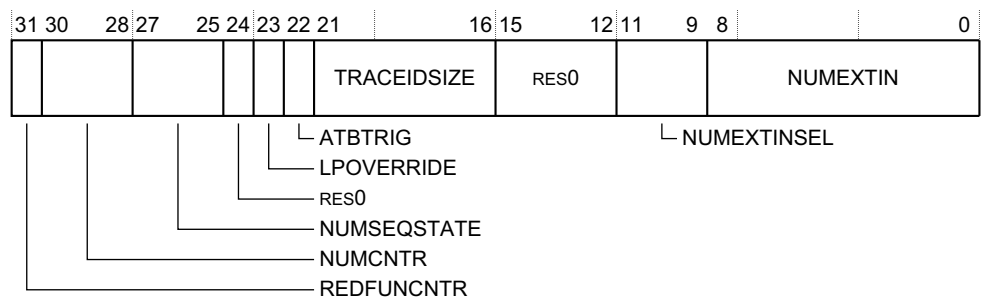 31 30 28 27 25 24 23 22 21 16 15 12 11 9 8 0
TRACEIDSIZE RES0 NUMEXTIN
ATBTRIG NUMEXTINSEL
LPOVERRIDE
RES0
NUMSEQSTATE
NUMCNTR
REDFUNCNTR